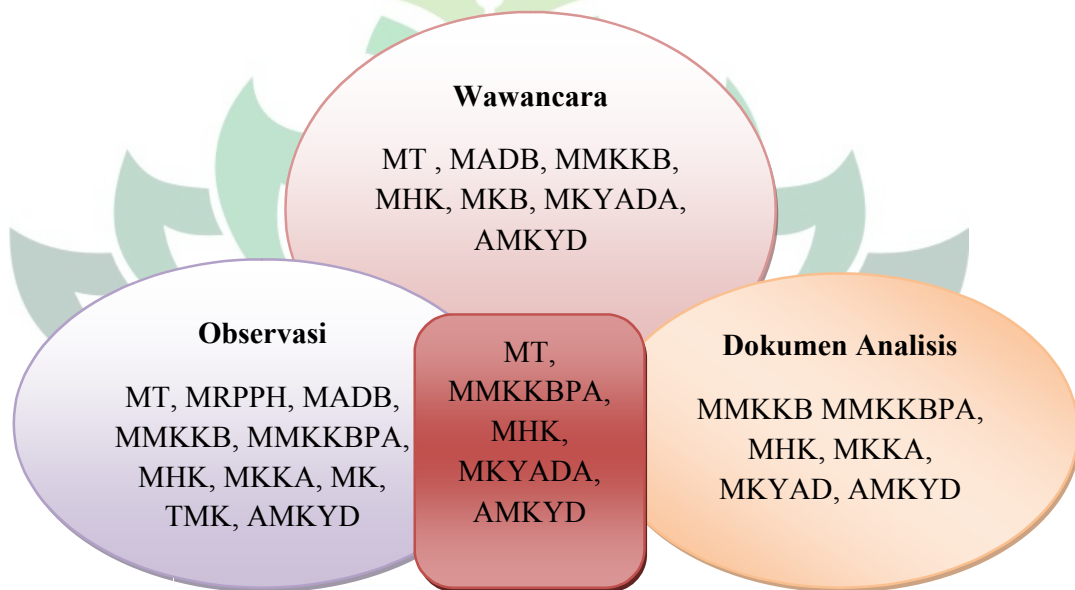 Wawancara
MT , MADB, MMKKB,
MHK, MKB, MKYADA,
AMKYD
Observasi
MT, MRPPH, MADB,
MMKKB, MMKKBPA,
MHK, MKKA, MK,
TMK, AMKYD
MT,
MMKKBPA,
MHK,
MKYADA,
AMKYD
Dokumen Analisis
MMKKB MMKKBPA,
MHK, MKKA,
MKYAD, AMKYD